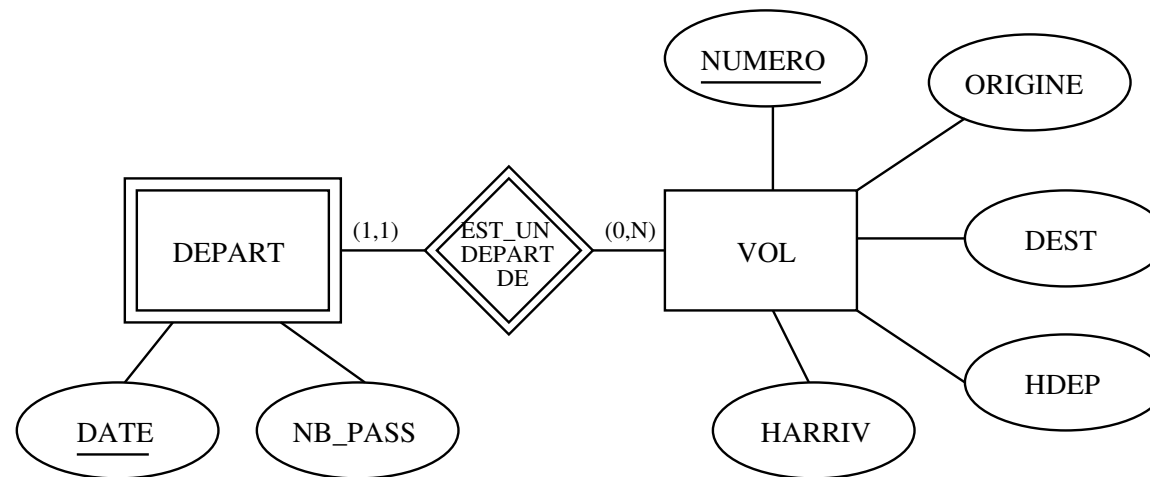 NUMERO
ORIGINE
DEPART
(1,1)
EST_UN
DEPART
DE
(0,N)
VOL
DEST
HDEP
DATE
NB_PASS
HARRIV